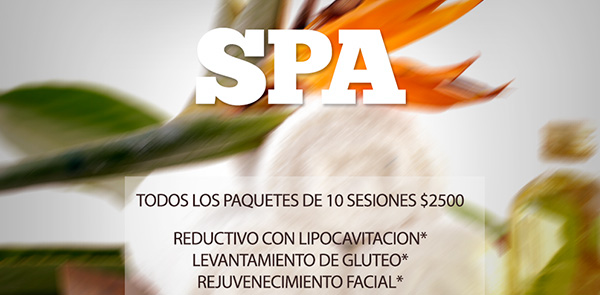 SPA
TODOS LOS PAQUETES DE 10 SESIONES $2500
REDUCTIVO CON LIPOCAVITACION*
LEVANTAMIENTO DE GLUTEO*
REJUVENECIMIENTO FACIAL*